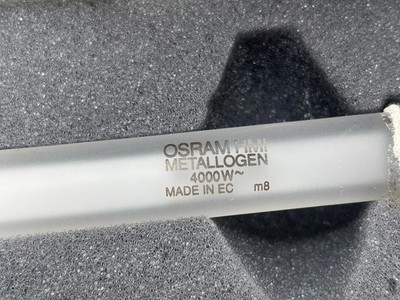 OSRAM HMI
METALLOGEN
4000W~
MADE IN EC m8